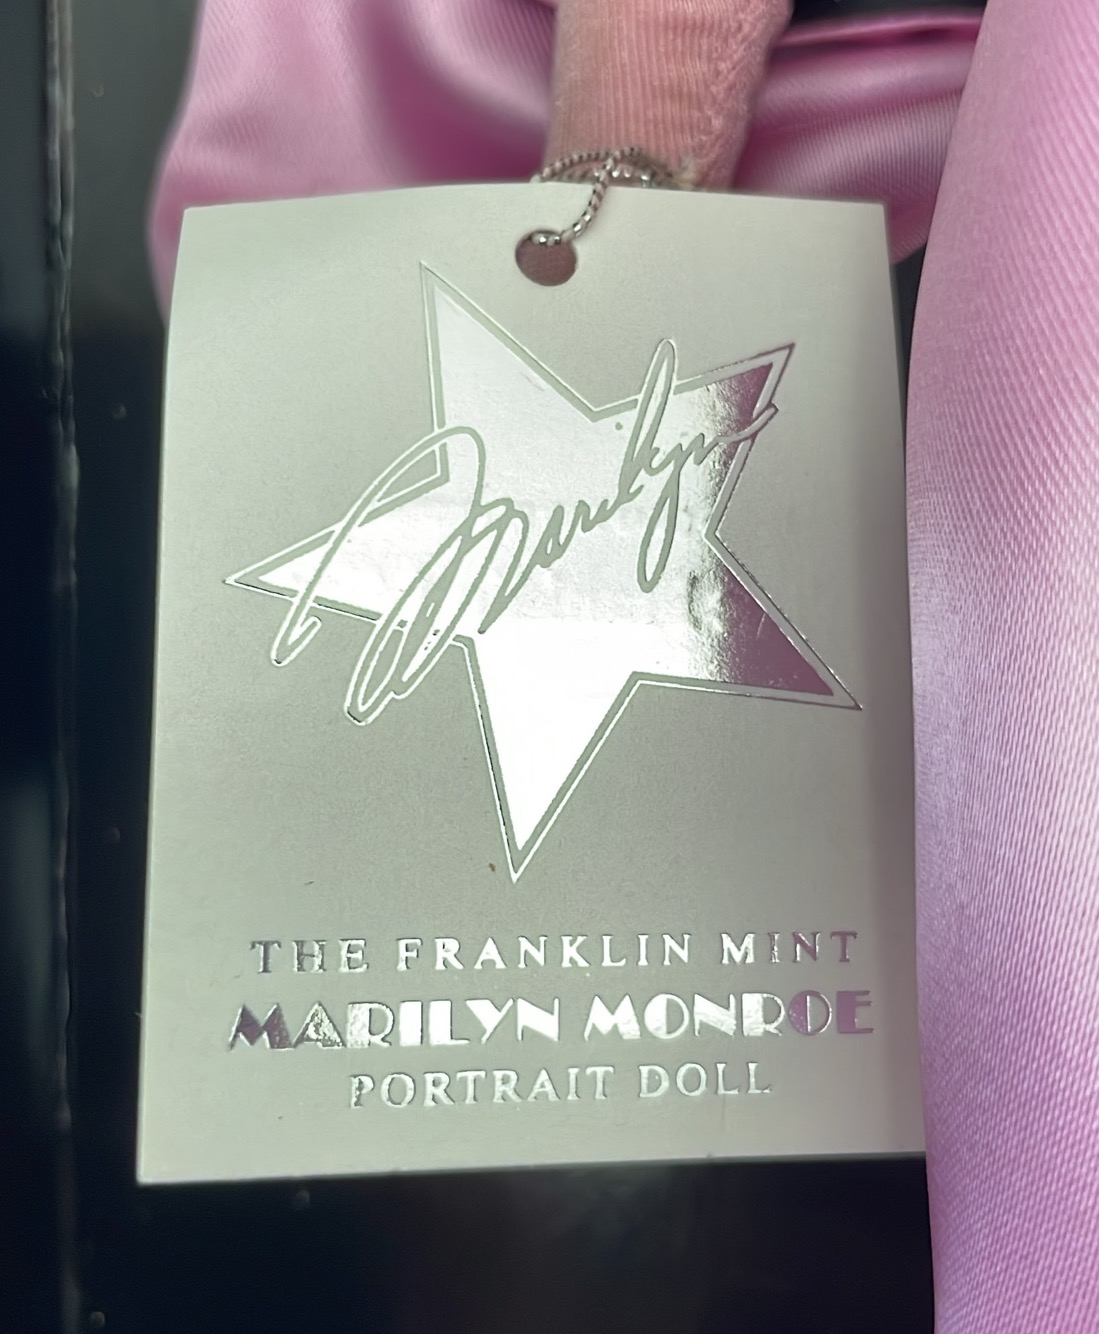 Marilyn
THE FRANKLIN MINT
MARILYN MONROE
PORTRAIT DOLL